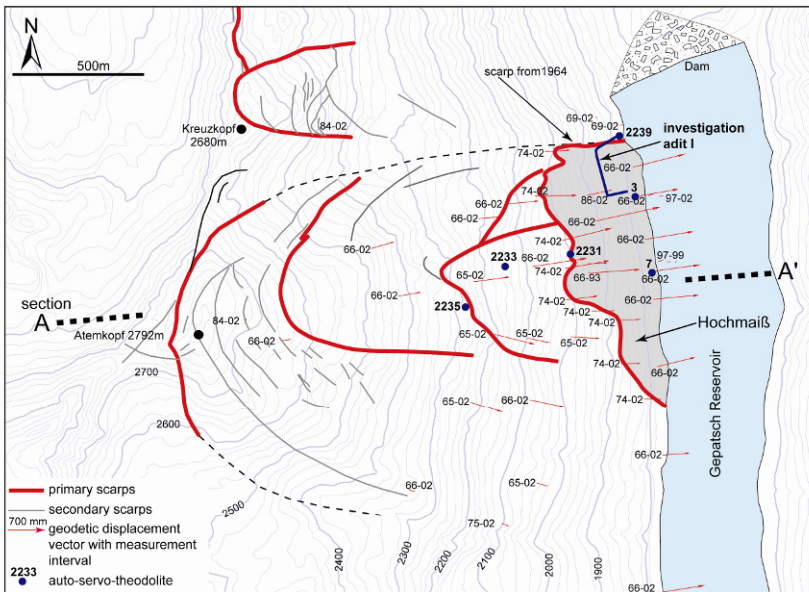 N
500m
Dam
scarp from1964
Kreuzkopf
2680m
84-02
69-02
69-02
2239
investigation
adit I
74-02
66-02
74-02
86-02
3
66-02
97-02
66-02
66-02
66-02
74-02
66-02
66-02
2233
66-02
2231
74-02
97-99
7
66-02
65-02
66-93
section
A
A'
66-02
2235
74-02
66-02
74-02
74-02
Hochmaiß
Atemkopf 2792m
84-02
66-02
65-02
65-02
65-02
2700
74-02
66-02
74-02
65-02
66-02
2600
Gepatsch Reservoir
66-02
66-02
65-02
2500
75-02
2400
2300
2200
2100
2000
1900
66-02
primary scarps
secondary scarps
700 mm
geodetic displacement
vector with measurement
interval
2233
auto-servo-theodolite